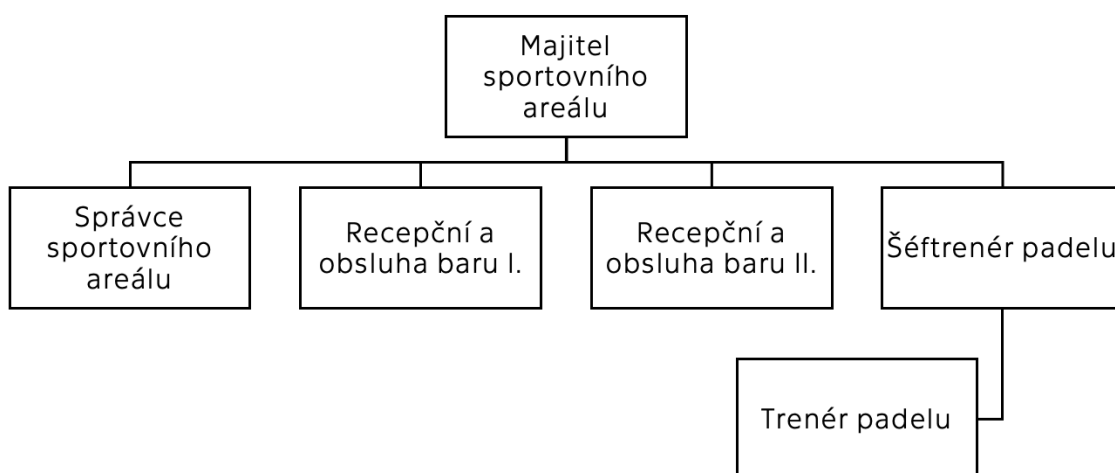 Majitel
sportovního
areálu
Správce
sportovního
areálu
Recepční a
obsluha baru I.
Recepční a
obsluha baru II.
Šéftrenér padelu
Trenér padelu